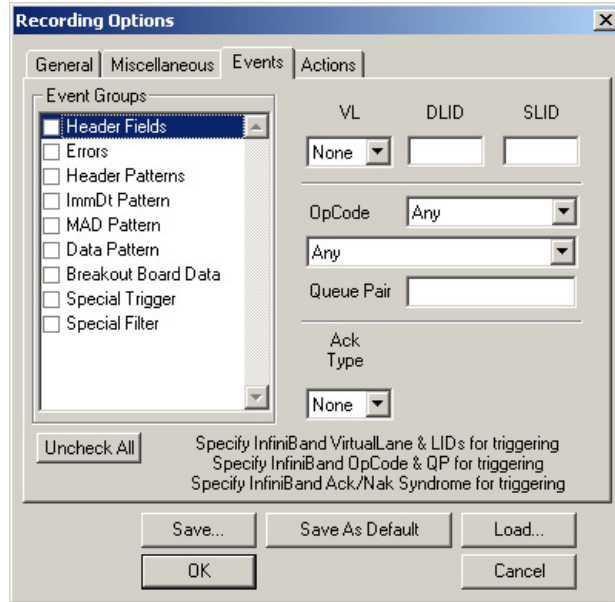 Recording Options
General Miscellaneous Events Actions
Event Groups
Header Fields
Errors
Header Patterns
ImmDt Pattern
MAD Pattern
Data Pattern
Breakout Board Data
Special Trigger
Special Filter
Uncheck All
VL DLID SLID
None
OpCode Any
Any
Queue Pair
Ack
Type
None
Specify InfiniBand VirtualLane & LIDs for triggering
Specify InfiniBand OpCode & QP for triggering
Specify InfiniBand Ack/Nak Syndrome for triggering
Save... Save As Default Load...
OK Cancel